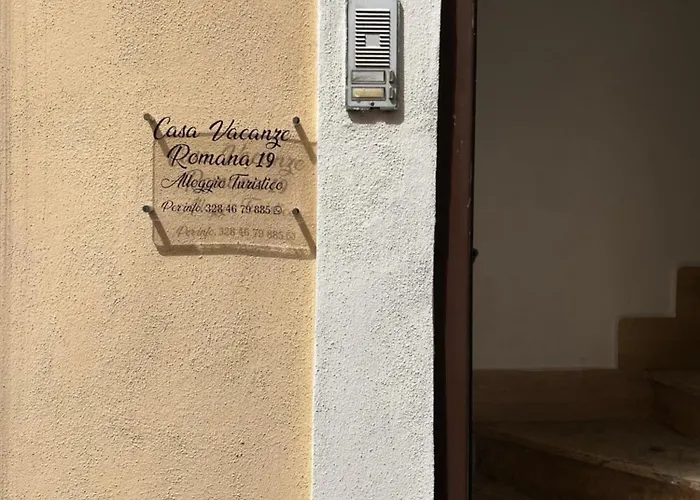 Casa Vacanze
Romana 19
Alloggio Turistico
Per info. 328 46 79 885